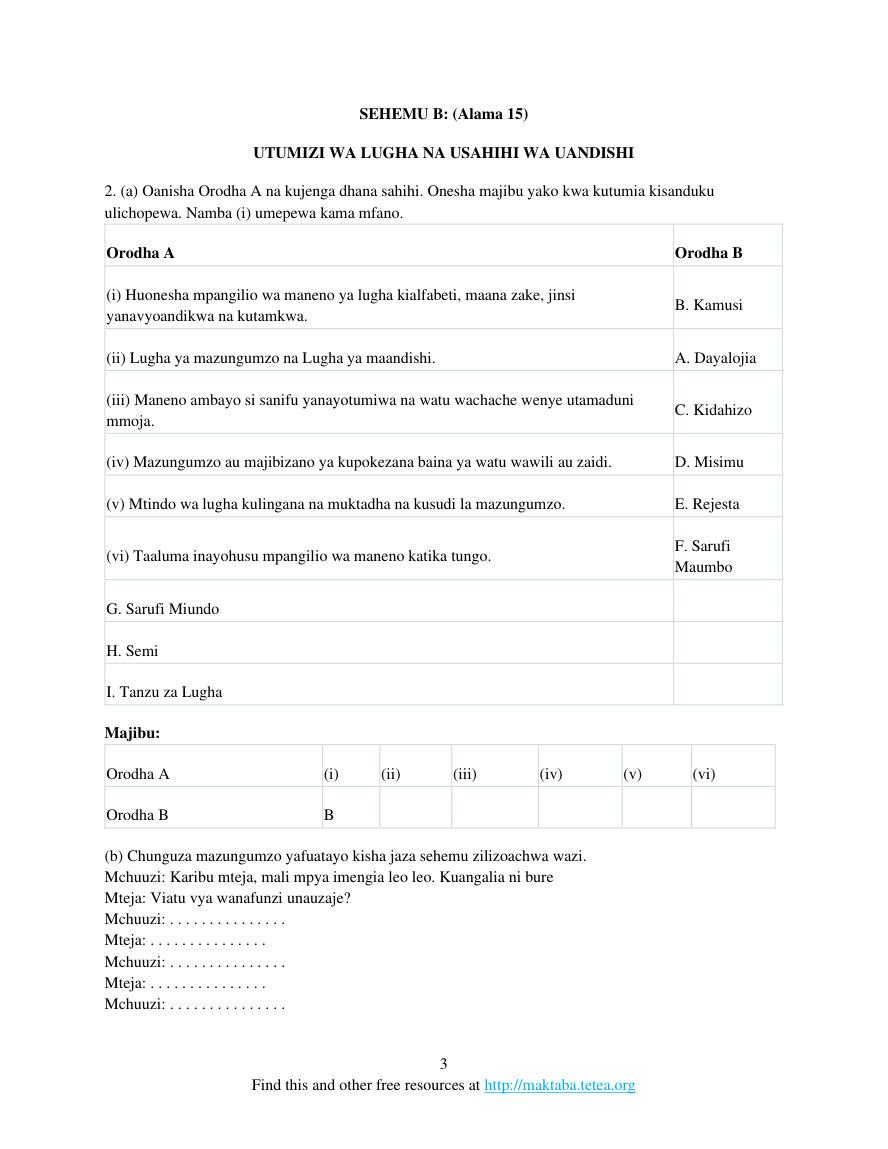 SEHEMU B: (Alama 15)
UTUMIZI WA LUGHA NA USAHIHI WA UANDISHI
2. (a) Oanisha Orodha A na kujenga dhana sahihi. Onesha majibu yako kwa kutumia kisanduku
ulichopewa. Namba (i) umepewa kama mfano.
Orodha A Orodha B
(i) Huonesha mpangilio wa maneno ya lugha kialfabeti, maana zake, jinsi
yanavyoandikwa na kutamkwa.
B. Kamusi
(ii) Lugha ya mazungumzo na Lugha ya maandishi. A. Dayalojia
(iii) Maneno ambayo si sanifu yanayotumiwa na watu wachache wenye utamaduni
mmoja.
C. Kidahizo
(iv) Mazungumzo au majibizano ya kupokezana baina ya watu wawili au zaidi. D. Misimu
(v) Mtindo wa lugha kulingana na muktadha na kusudi la mazungumzo. E. Rejesta
(vi) Taaluma inayohusu mpangilio wa maneno katika tungo.
F. Sarufi
Maumbo
G. Sarufi Miundo
H. Semi
I. Tanzu za Lugha
Majibu:
Orodha A (i) (ii) (iii) (iv) (v) (vi)
Orodha B B
(b) Chunguza mazungumzo yafuatayo kisha jaza sehemu zilizoachwa wazi.
Mchuuzi: Karibu mteja, mali mpya imengia leo leo. Kuangalia ni bure
Mteja: Viatu vya wanafunzi unauzaje?
Mchuuzi: . . . . . . . . . . . . . . .
Mteja: . . . . . . . . . . . . . . .
Mchuuzi: . . . . . . . . . . . . . . .
Mteja: . . . . . . . . . . . . . . .
Mchuuzi: . . . . . . . . . . . . . . .
3
Find this and other free resources at http://maktaba.tetea.org